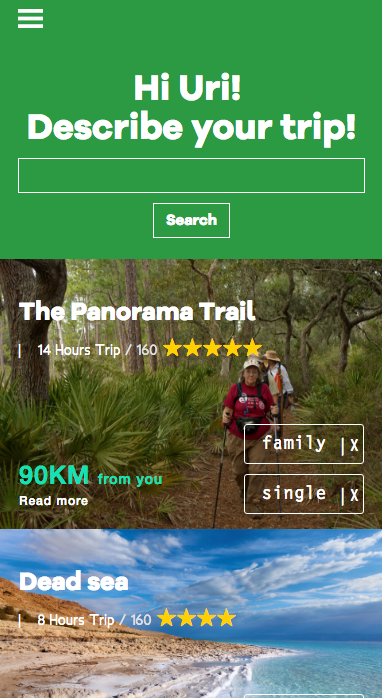 Hi Uri!
Describe your trip!
Search
The Panorama Trail
| 14 Hours Trip / 160
family | X
90KM from you
single | X
Read more
Dead sea
| 8 Hours Trip / 160